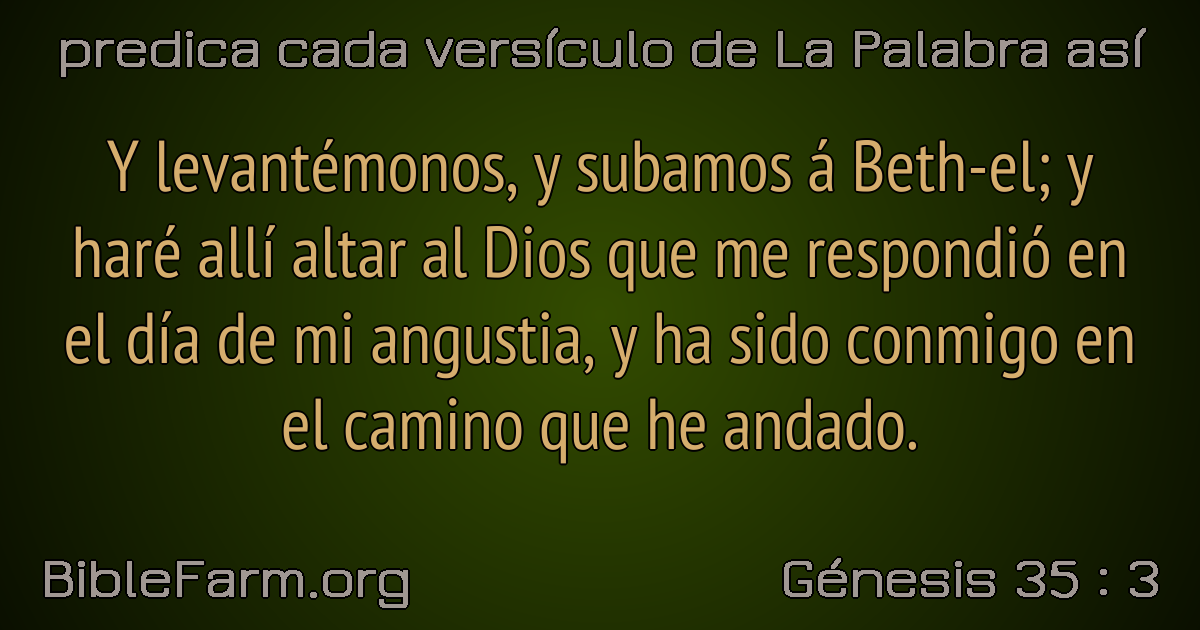 predica cada versículo de La Palabra así
Y levantémonos, y subamos á Beth-el; y
haré allí altar al Dios que me respondió en
el día de mi angustia, y ha sido conmigo en
el camino que he andado.
BibleFarm.org
Génesis 35 : 3